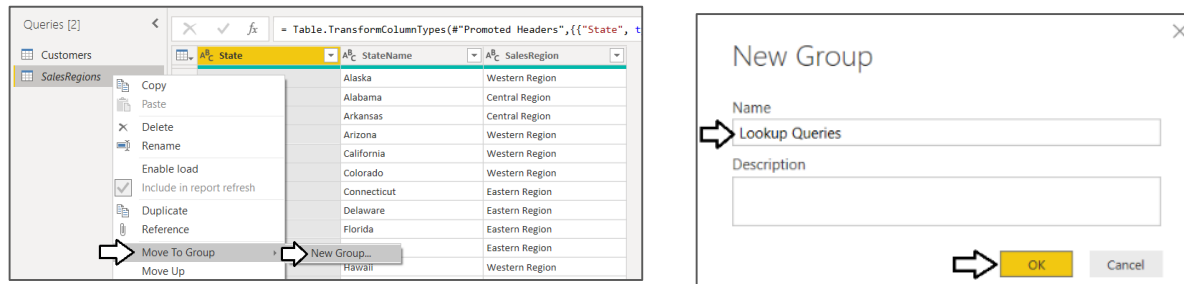 Queries [2]
= Table.TransformColumnTypes(#"Promoted Headers",{{"State", t
Customers
SalesRegions
ABC State
ABC StateName
ABC SalesRegion
Alaska Western Region
Alabama Central Region
Arkansas Central Region
Arizona Western Region
California Western Region
Colorado Western Region
Connecticut Eastern Region
Delaware Eastern Region
Florida Eastern Region
Eastern Region
Hawaii Western Region
Copy
Paste
Delete
Rename
Enable load
Include in report refresh
Duplicate
Reference
Move To Group
New Group...
Move Up
New Group
Name
Lookup Queries
Description
OK Cancel